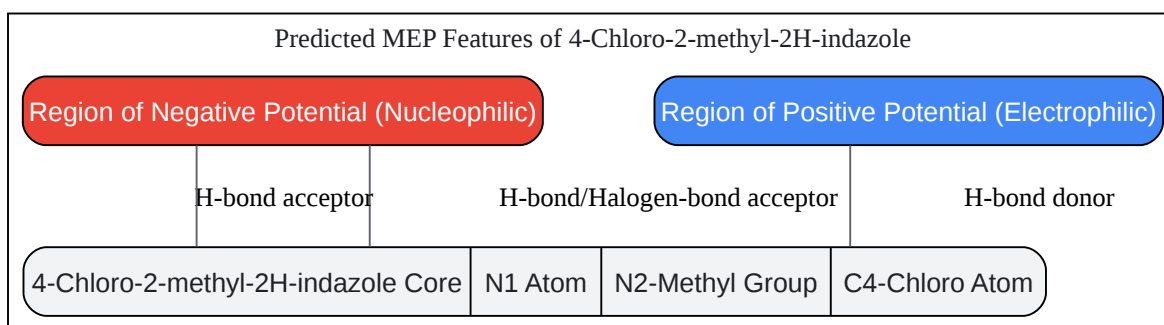 Predicted MEP Features of 4-Chloro-2-methyl-2H-indazole
Region of Negative Potential (Nucleophilic)
Region of Positive Potential (Electrophilic)
H-bond acceptor
H-bond/Halogen-bond acceptor
H-bond donor
4-Chloro-2-methyl-2H-indazole Core
N1 Atom
N2-Methyl Group
C4-Chloro Atom